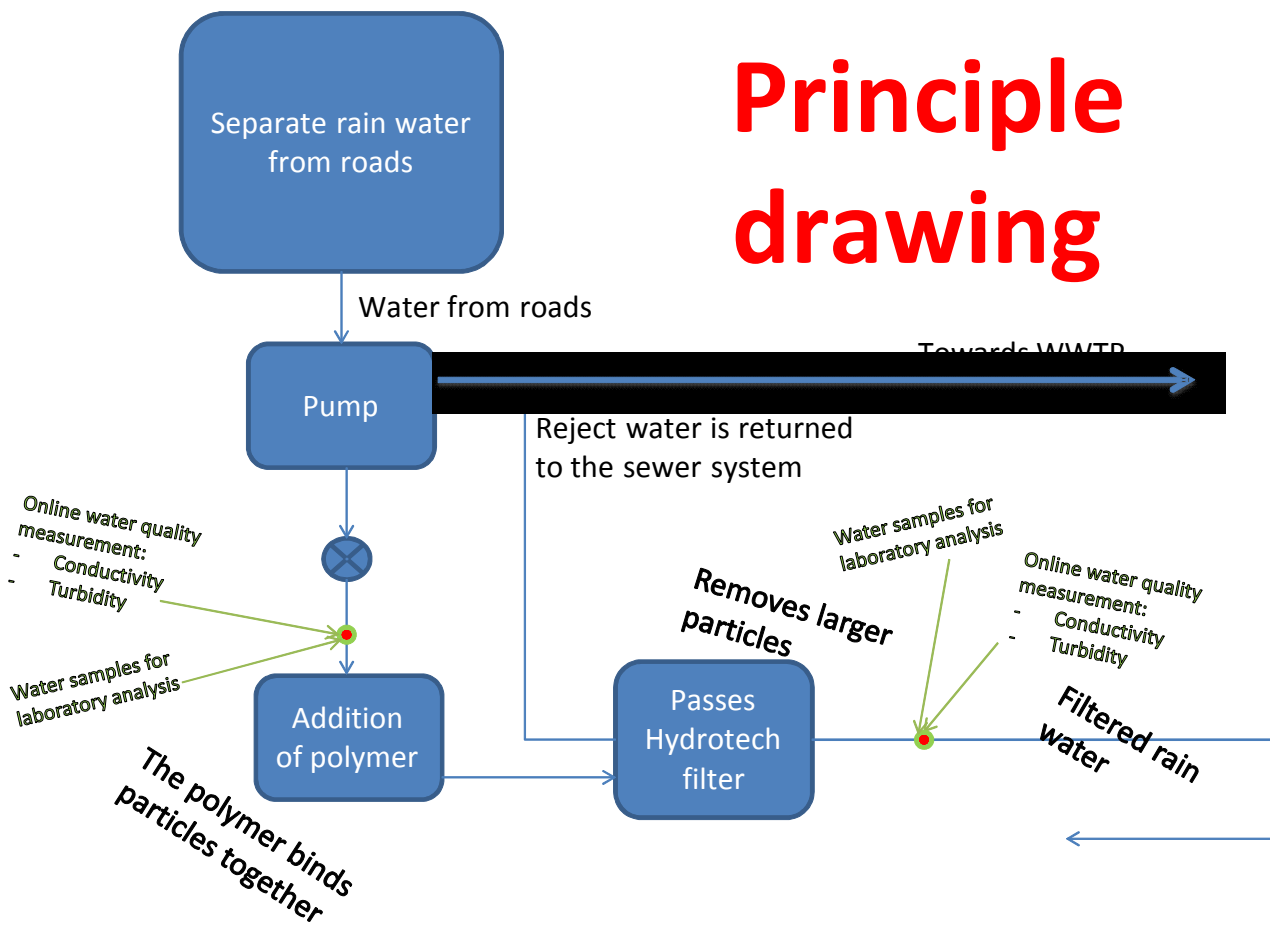 Separate rain water
from roads
Principle
drawing
Water from roads
Towards WWTP
Pump
Reject water is returned
to the sewer system
Online water quality
measurement:
- Conductivity
- Turbidity
Water samples for
laboratory analysis
Water samples for
laboratory analysis
Online water quality
measurement:
- Conductivity
- Turbidity
Removes larger
particles
Addition
of polymer
Passes
Hydrotech
filter
Filtered rain
water
The polymer binds
particles together